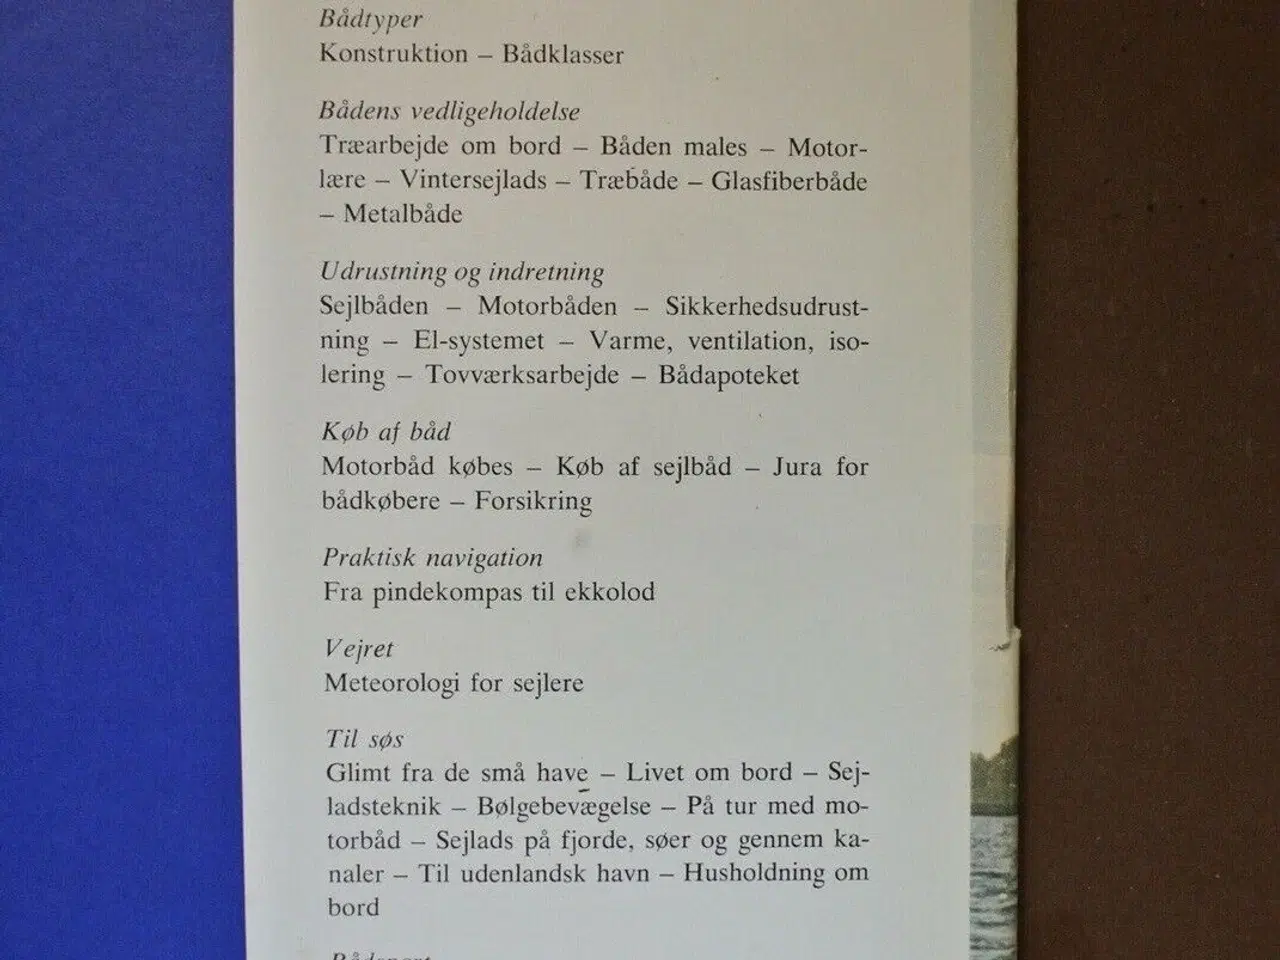 Bådtyper
Konstruktion – Bådklasser
Bådens vedligeholdelse
Træarbejde om bord – Båden males – Motor-
lære – Vintersejlads – Træbåde – Glasfiberbåde
– Metalbåde
Udrustning og indretning
Sejlbåden – Motorbåden – Sikkerhedsudrust-
ning – El-systemet – Varme, ventilation, iso-
lering – Tovværksarbejde – Bådapoteket
Køb af båd
Motorbåd købes – Køb af sejlbåd – Jura for
bådkøbere – Forsikring
Praktisk navigation
Fra pindekompas til ekkolod
Vejret
Meteorologi for sejlere
Til søs
Glimt fra de små have – Livet om bord – Sej-
ladsteknik – Bølgebevægelse – På tur med mo-
torbåd – Sejlads på fjorde, søer og gennem ka-
naler – Til udenlandsk havn – Husholdning om
bord